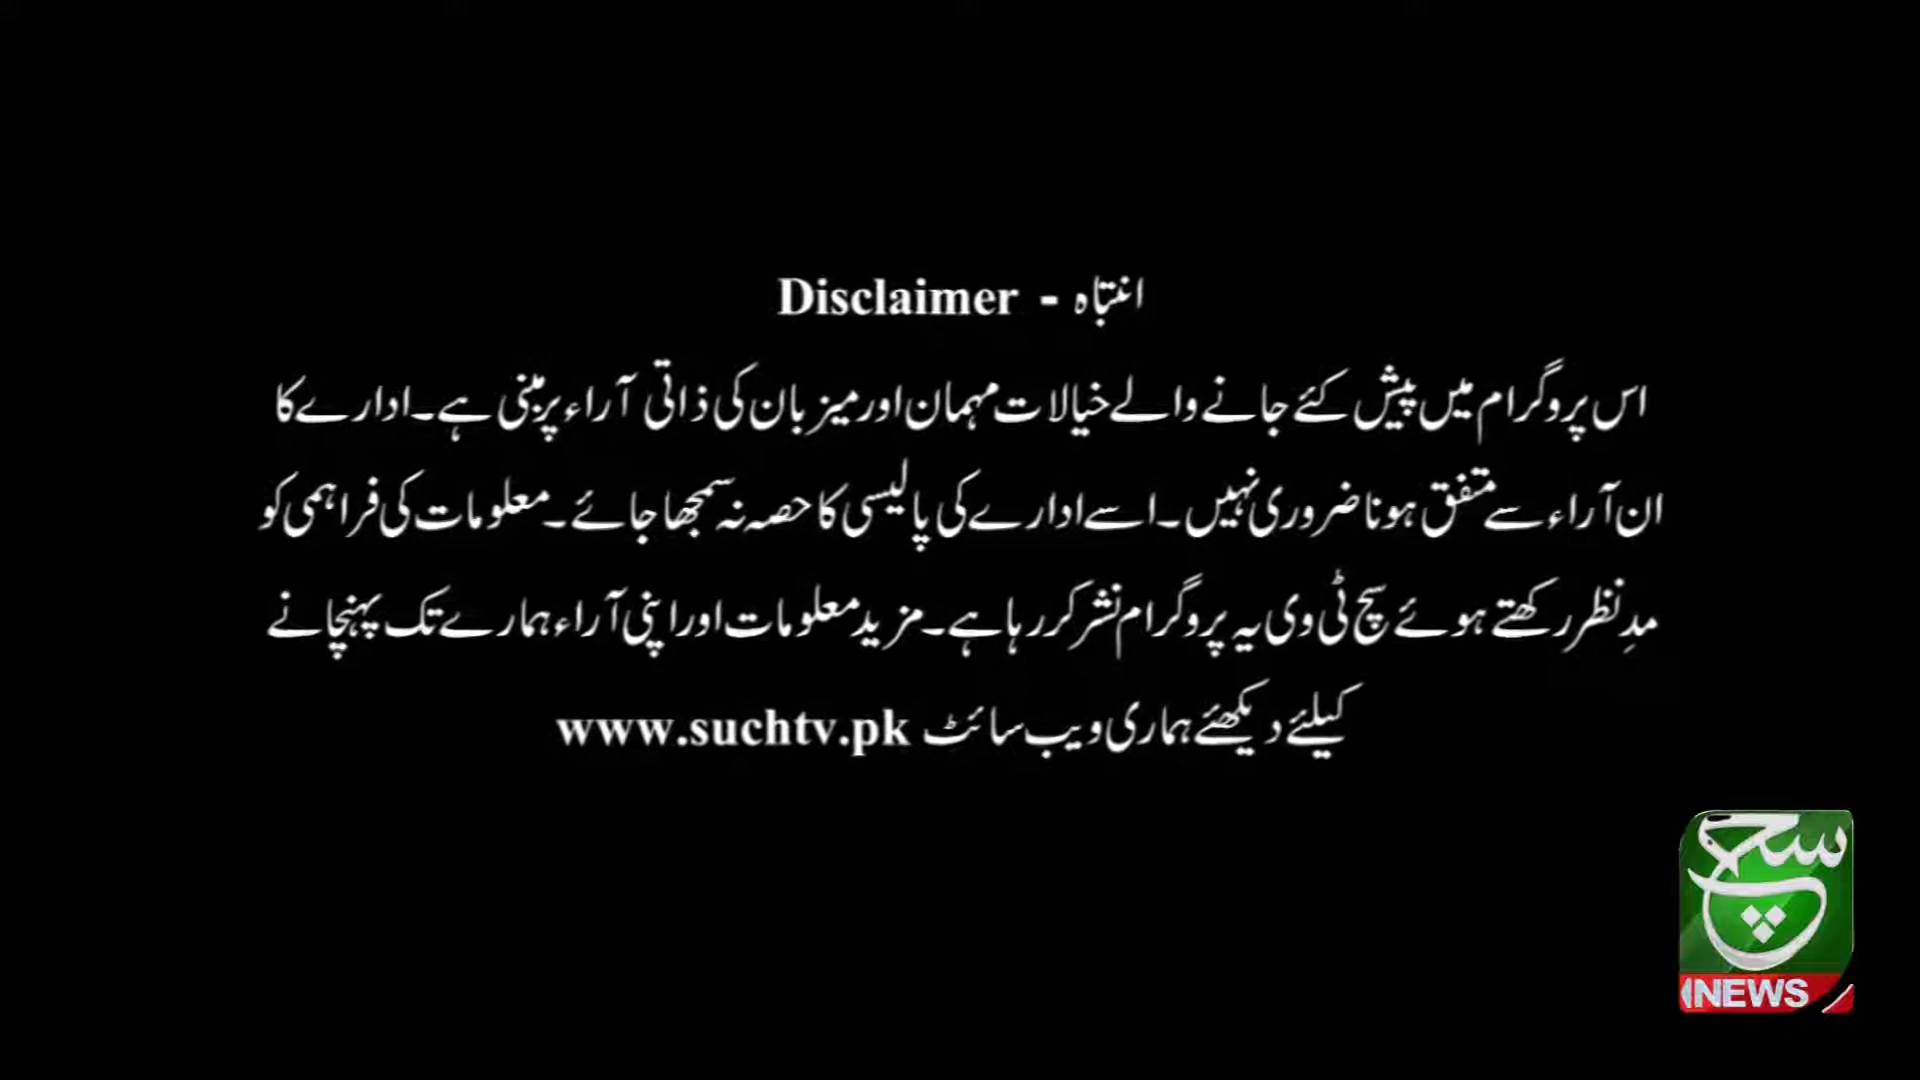 انتباہ - Disclaimer
اس پروگرام میں پیش کئے جانے والے خیالات مہمان اور میزبان کی ذاتی آراء پر مبنی ہے۔ ادارے کا
ان آراء سے متفق ہونا ضروری نہیں۔ اسے ادارے کی پالیسی کا حصہ نہ سمجھا جائے۔ معلومات کی فراہمی کو
مدِ نظر رکھتے ہوئے سچ ٹی وی یہ پروگرام نشر کر رہا ہے۔ مزید معلومات اور اپنی آراء ہمارے تک پہنچانے
کیلئے دیکھئے ہماری ویب سائٹ www.suchtv.pk
سچ
NEWS